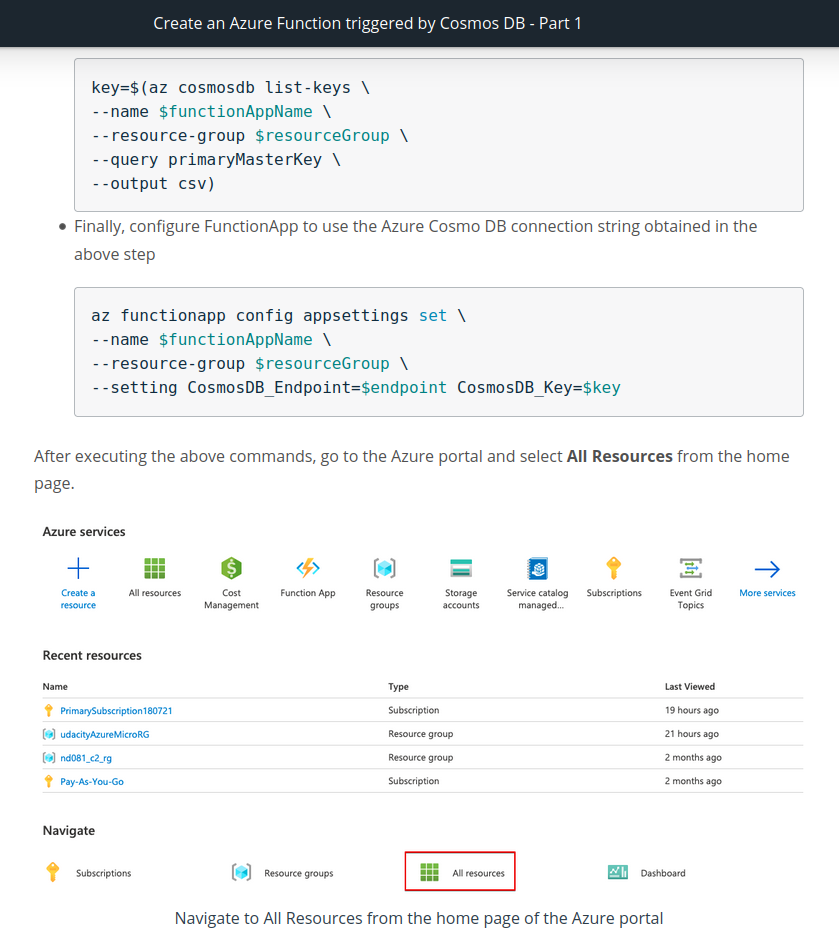 Create an Azure Function triggered by Cosmos DB - Part 1
key=$(az cosmosdb list-keys \
--name $functionAppName \
--resource-group $resourceGroup \
--query primaryMasterKey \
--output csv)
Finally, configure FunctionApp to use the Azure Cosmo DB connection string obtained in the
above step
az functionapp config appsettings set \
--name $functionAppName \
--resource-group $resourceGroup \
--setting CosmosDB_Endpoint=$endpoint CosmosDB_Key=$key
After executing the above commands, go to the Azure portal and select All Resources from the home
page.
Azure services
Create a
resource
All resources
Cost
Management
Function App
Resource
groups
Storage
accounts
Service catalog
managed...
Subscriptions
Event Grid
Topics
More services
Recent resources
Name Type Last Viewed
PrimarySubscription180721 Subscription 19 hours ago
udacityAzureMicroRG Resource group 21 hours ago
nd081_c2_rg Resource group 2 months ago
Pay-As-You-Go Subscription 2 months ago
Navigate
Subscriptions Resource groups All resources Dashboard
Navigate to All Resources from the home page of the Azure portal